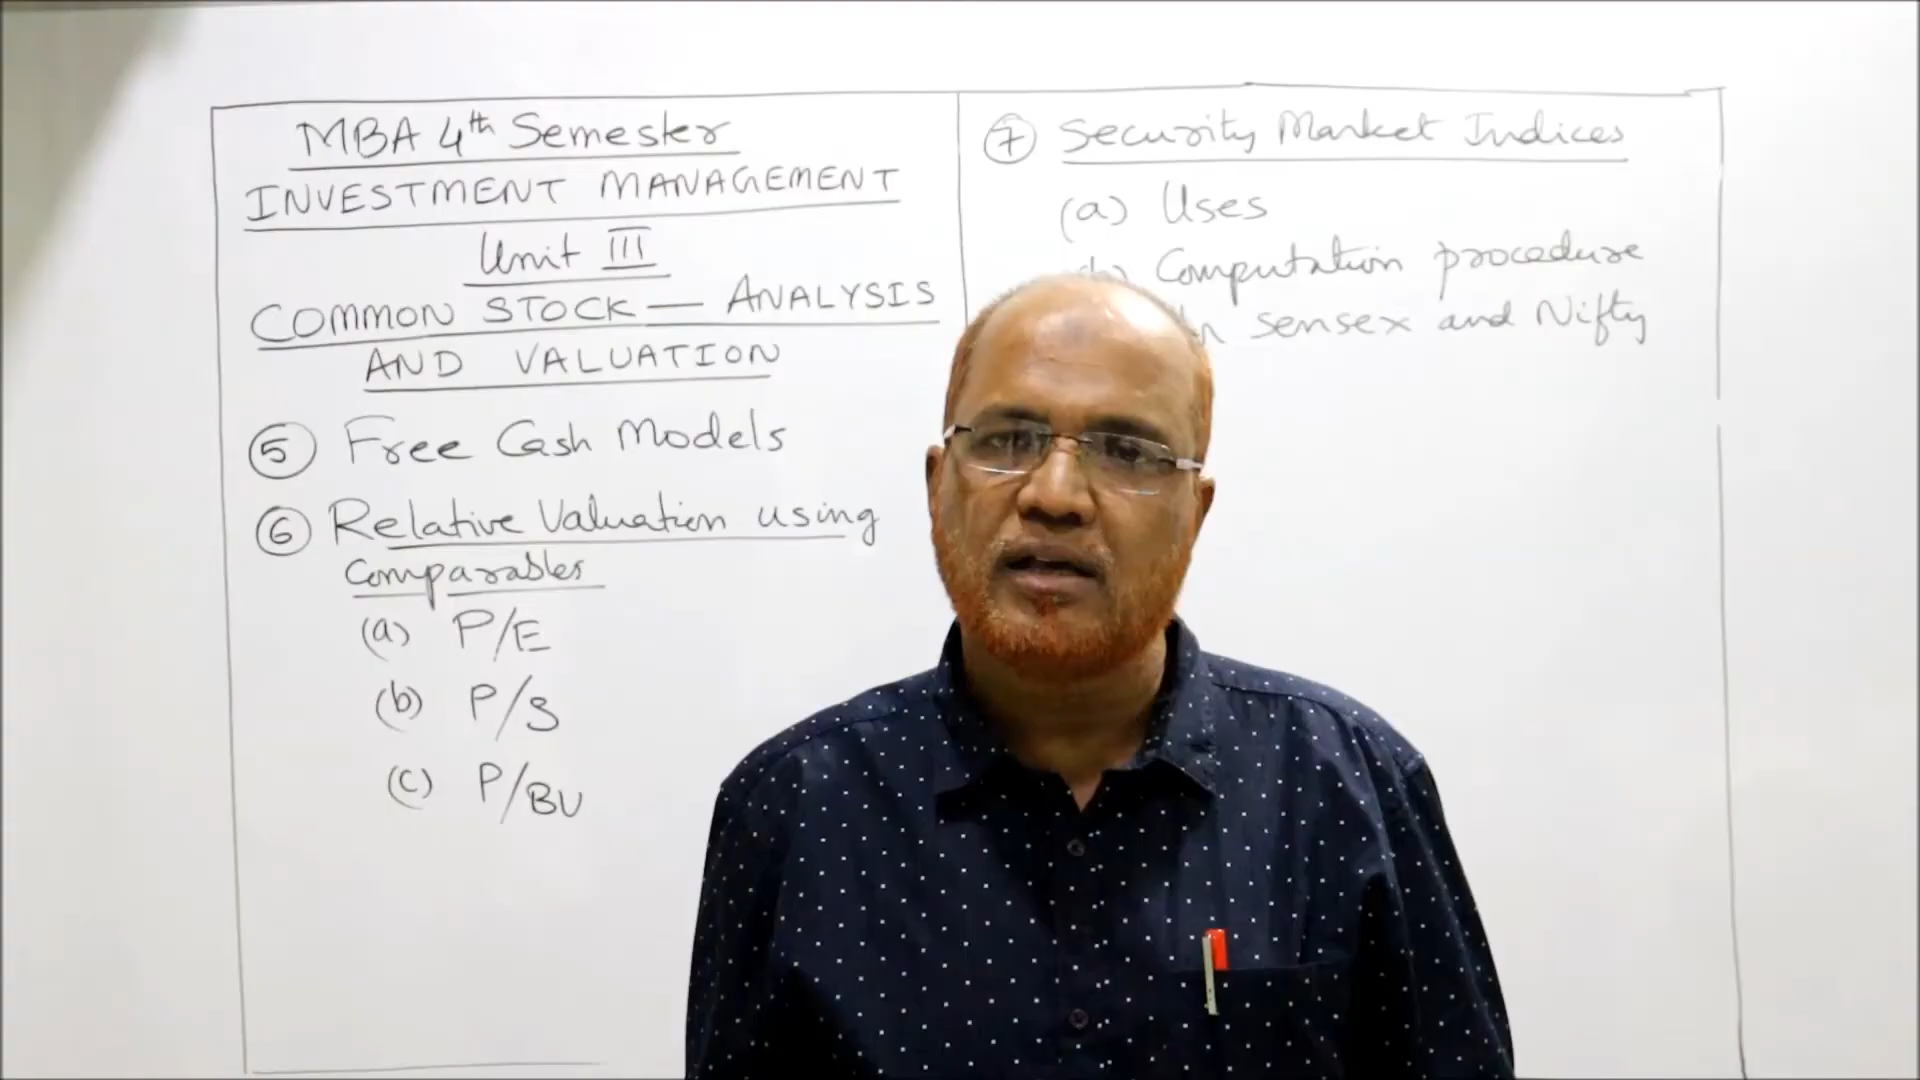 MBA 4th Semester
INVESTMENT MANAGEMENT
Unit III
COMMON STOCK — ANALYSIS
AND VALUATION
⑤ Free Cash Models
⑥ Relative Valuation using
Comparables
(a) P/E
(b) P/S
(c) P/BV
⑦ Security Market Indices
(a) Uses
Computation procedure
sensex and Nifty